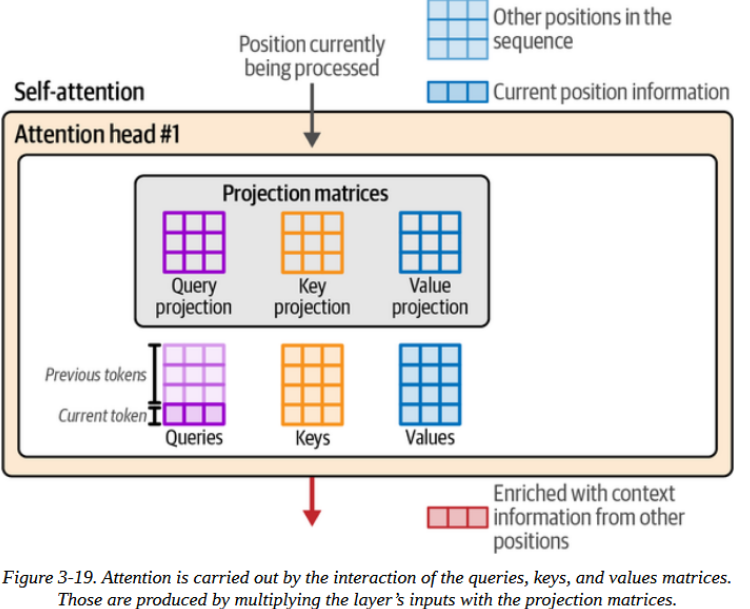 Other positions in the
sequence
Position currently
being processed
Self-attention
Current position information
Attention head #1
Projection matrices
Query
projection
Key
projection
Value
projection
Previous tokens
Current token
Queries
Keys
Values
Enriched with context
information from other
positions
Figure 3-19. Attention is carried out by the interaction of the queries, keys, and values matrices.
Those are produced by multiplying the layer’s inputs with the projection matrices.